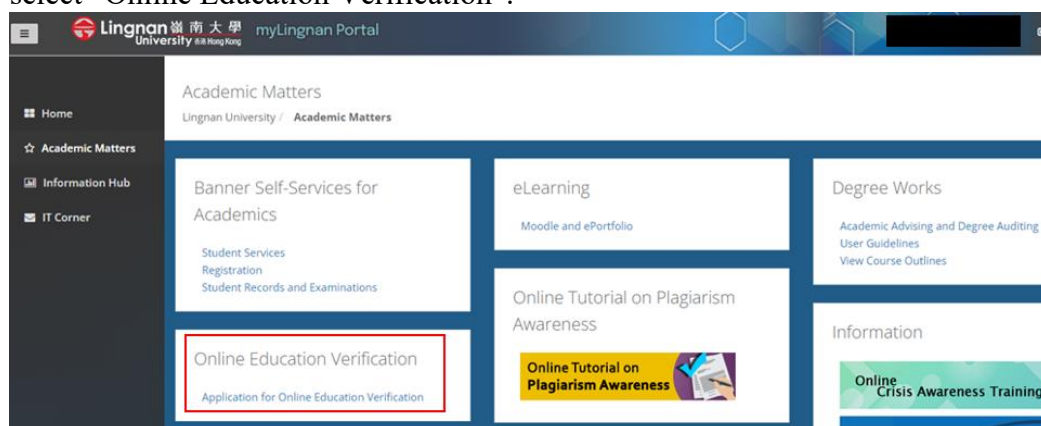 select "Online Education Verification".
Lingnan 嶺南大學 myLingnan Portal
University 香港 Hong Kong
Home
Academic Matters
Information Hub
IT Corner
Academic Matters
Lingnan University / Academic Matters
Banner Self-Services for
Academics
Student Services
Registration
Student Records and Examinations
Online Education Verification
Application for Online Education Verification
eLearning
Moodle and ePortfolio
Online Tutorial on Plagiarism
Awareness
Online Tutorial on
Plagiarism Awareness
Degree Works
Academic Advising and Degree Auditing
User Guidelines
View Course Outlines
Information
Online
Crisis Awareness Training